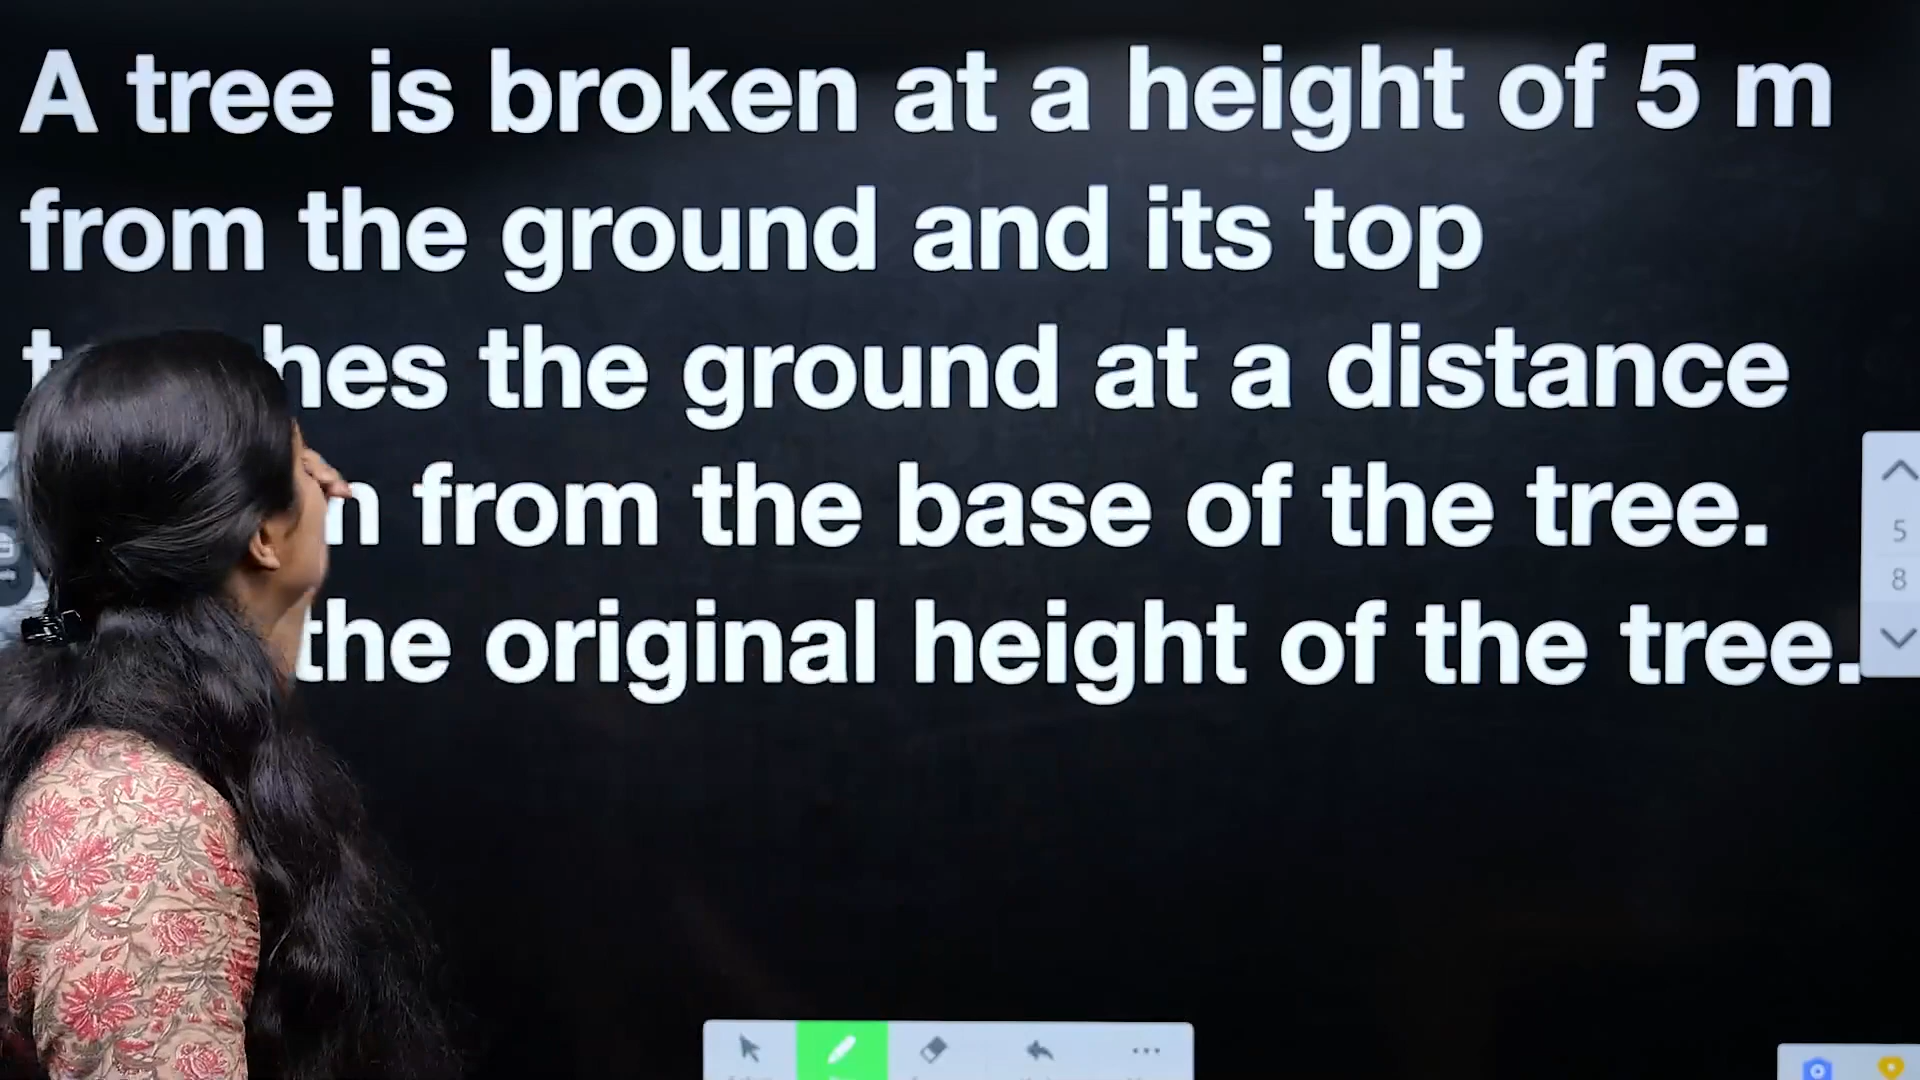 A tree is broken at a height of 5 m
from the ground and its top
the ground at a distance
from the base of the tree.
the original height of the tree.
5
8